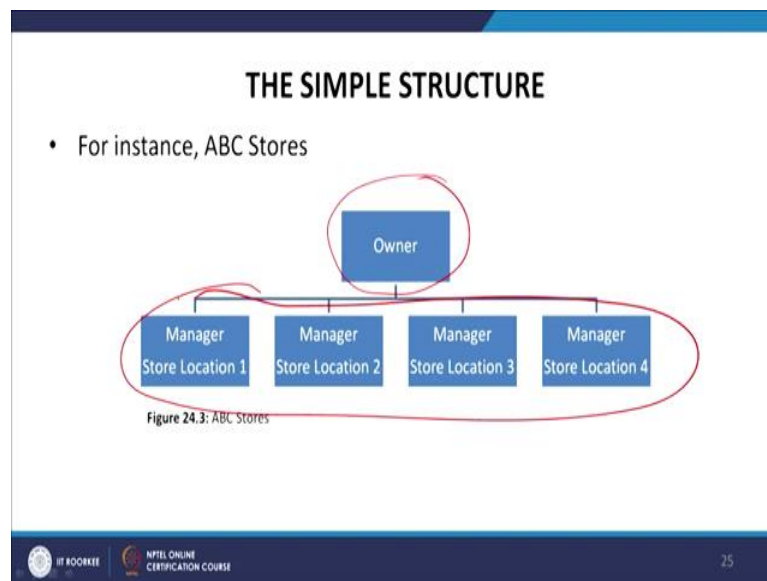 THE SIMPLE STRUCTURE
• For instance, ABC Stores
Owner
Manager
Store Location 1
Manager
Store Location 2
Manager
Store Location 3
Manager
Store Location 4
Figure 24.3: ABC Stores
IIT ROORKEE
NPTEL ONLINE
CERTIFICATION COURSE
25